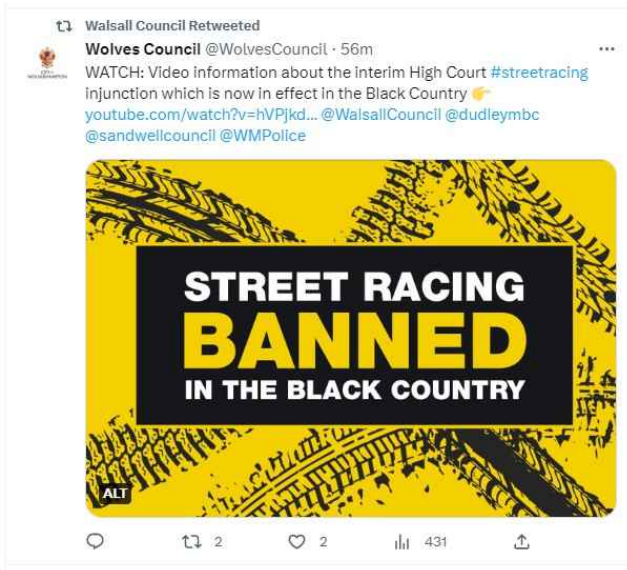 Walsall Council Retweeted
Wolves Council @WolvesCouncil · 56m
WATCH: Video information about the interim High Court #streetracing
injunction which is now in effect in the Black Country 👉
youtube.com/watch?v=hVPjkd... @WalsallCouncil @dudleymbc
@sandwellcouncil @WMPolice
STREET RACING
BANNED
IN THE BLACK COUNTRY
ALT
2 2 431